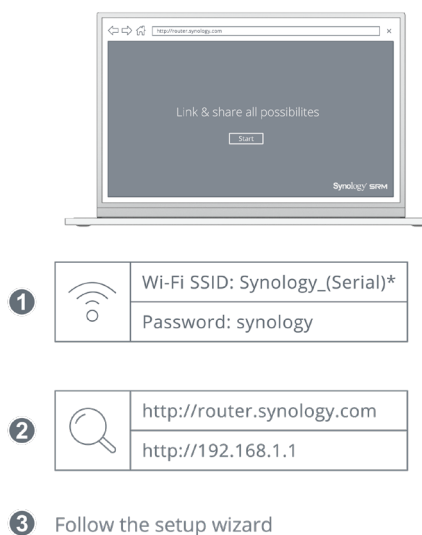 http://router.synology.com
Link & share all possibilites
Start
Synology SRM
1
Wi-Fi SSID: Synology_(Serial)*
Password: synology
2
http://router.synology.com
http://192.168.1.1
3 Follow the setup wizard